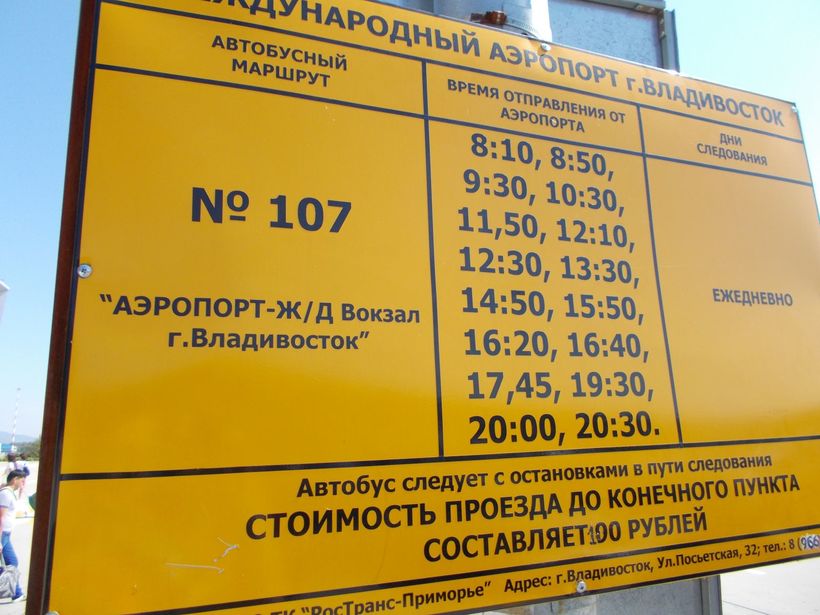 МЕЖДУНАРОДНЫЙ АЭРОПОРТ г.ВЛАДИВОСТОК
АВТОБУСНЫЙ
МАРШРУТ
ВРЕМЯ ОТПРАВЛЕНИЯ ОТ
АЭРОПОРТА
ДНИ
СЛЕДОВАНИЯ
№ 107
“АЭРОПОРТ-Ж/Д Вокзал
г.Владивосток”
8:10, 8:50,
9:30, 10:30,
11,50, 12:10,
12:30, 13:30,
14:50, 15:50,
16:20, 16:40,
17,45, 19:30,
20:00, 20:30.
ЕЖЕДНЕВНО
Автобус следует с остановками в пути следования
СТОИМОСТЬ ПРОЕЗДА ДО КОНЕЧНОГО ПУНКТА
СОСТАВЛЯЕТ 100 РУБЛЕЙ
ТК “РосТранс-Приморье” Адрес: г.Владивосток, Ул.Посьетская, 32; тел.: 8 (966)